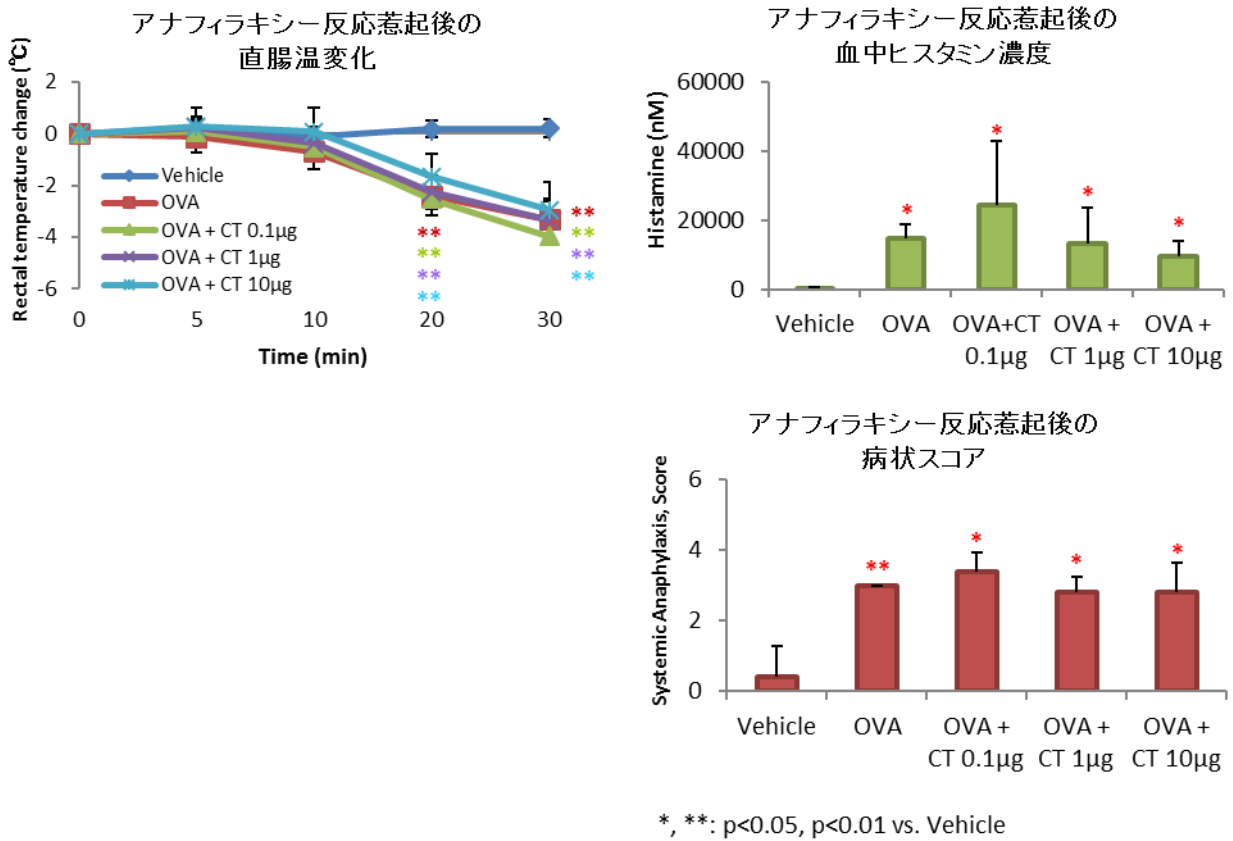 アナフィラキシー反応惹起後の
直腸温変化
Rectal temperature change (℃)
2
0
-2
-4
-6
Vehicle
OVA
OVA + CT 0.1μg
OVA + CT 1μg
OVA + CT 10μg
**
**
**
**
**
**
**
**
0 5 10 20 30
Time (min)
アナフィラキシー反応惹起後の
血中ヒスタミン濃度
Histamine (nM)
60000
40000
20000
0
* * * *
Vehicle OVA OVA+CT OVA + OVA +
0.1μg CT 1μg CT 10μg
アナフィラキシー反応惹起後の
病状スコア
Systemic Anaphylaxis, Score
6
4
2
0
** * * *
Vehicle OVA OVA + OVA + OVA +
CT 0.1μg CT 1μg CT 10μg
*, **: p<0.05, p<0.01 vs. Vehicle